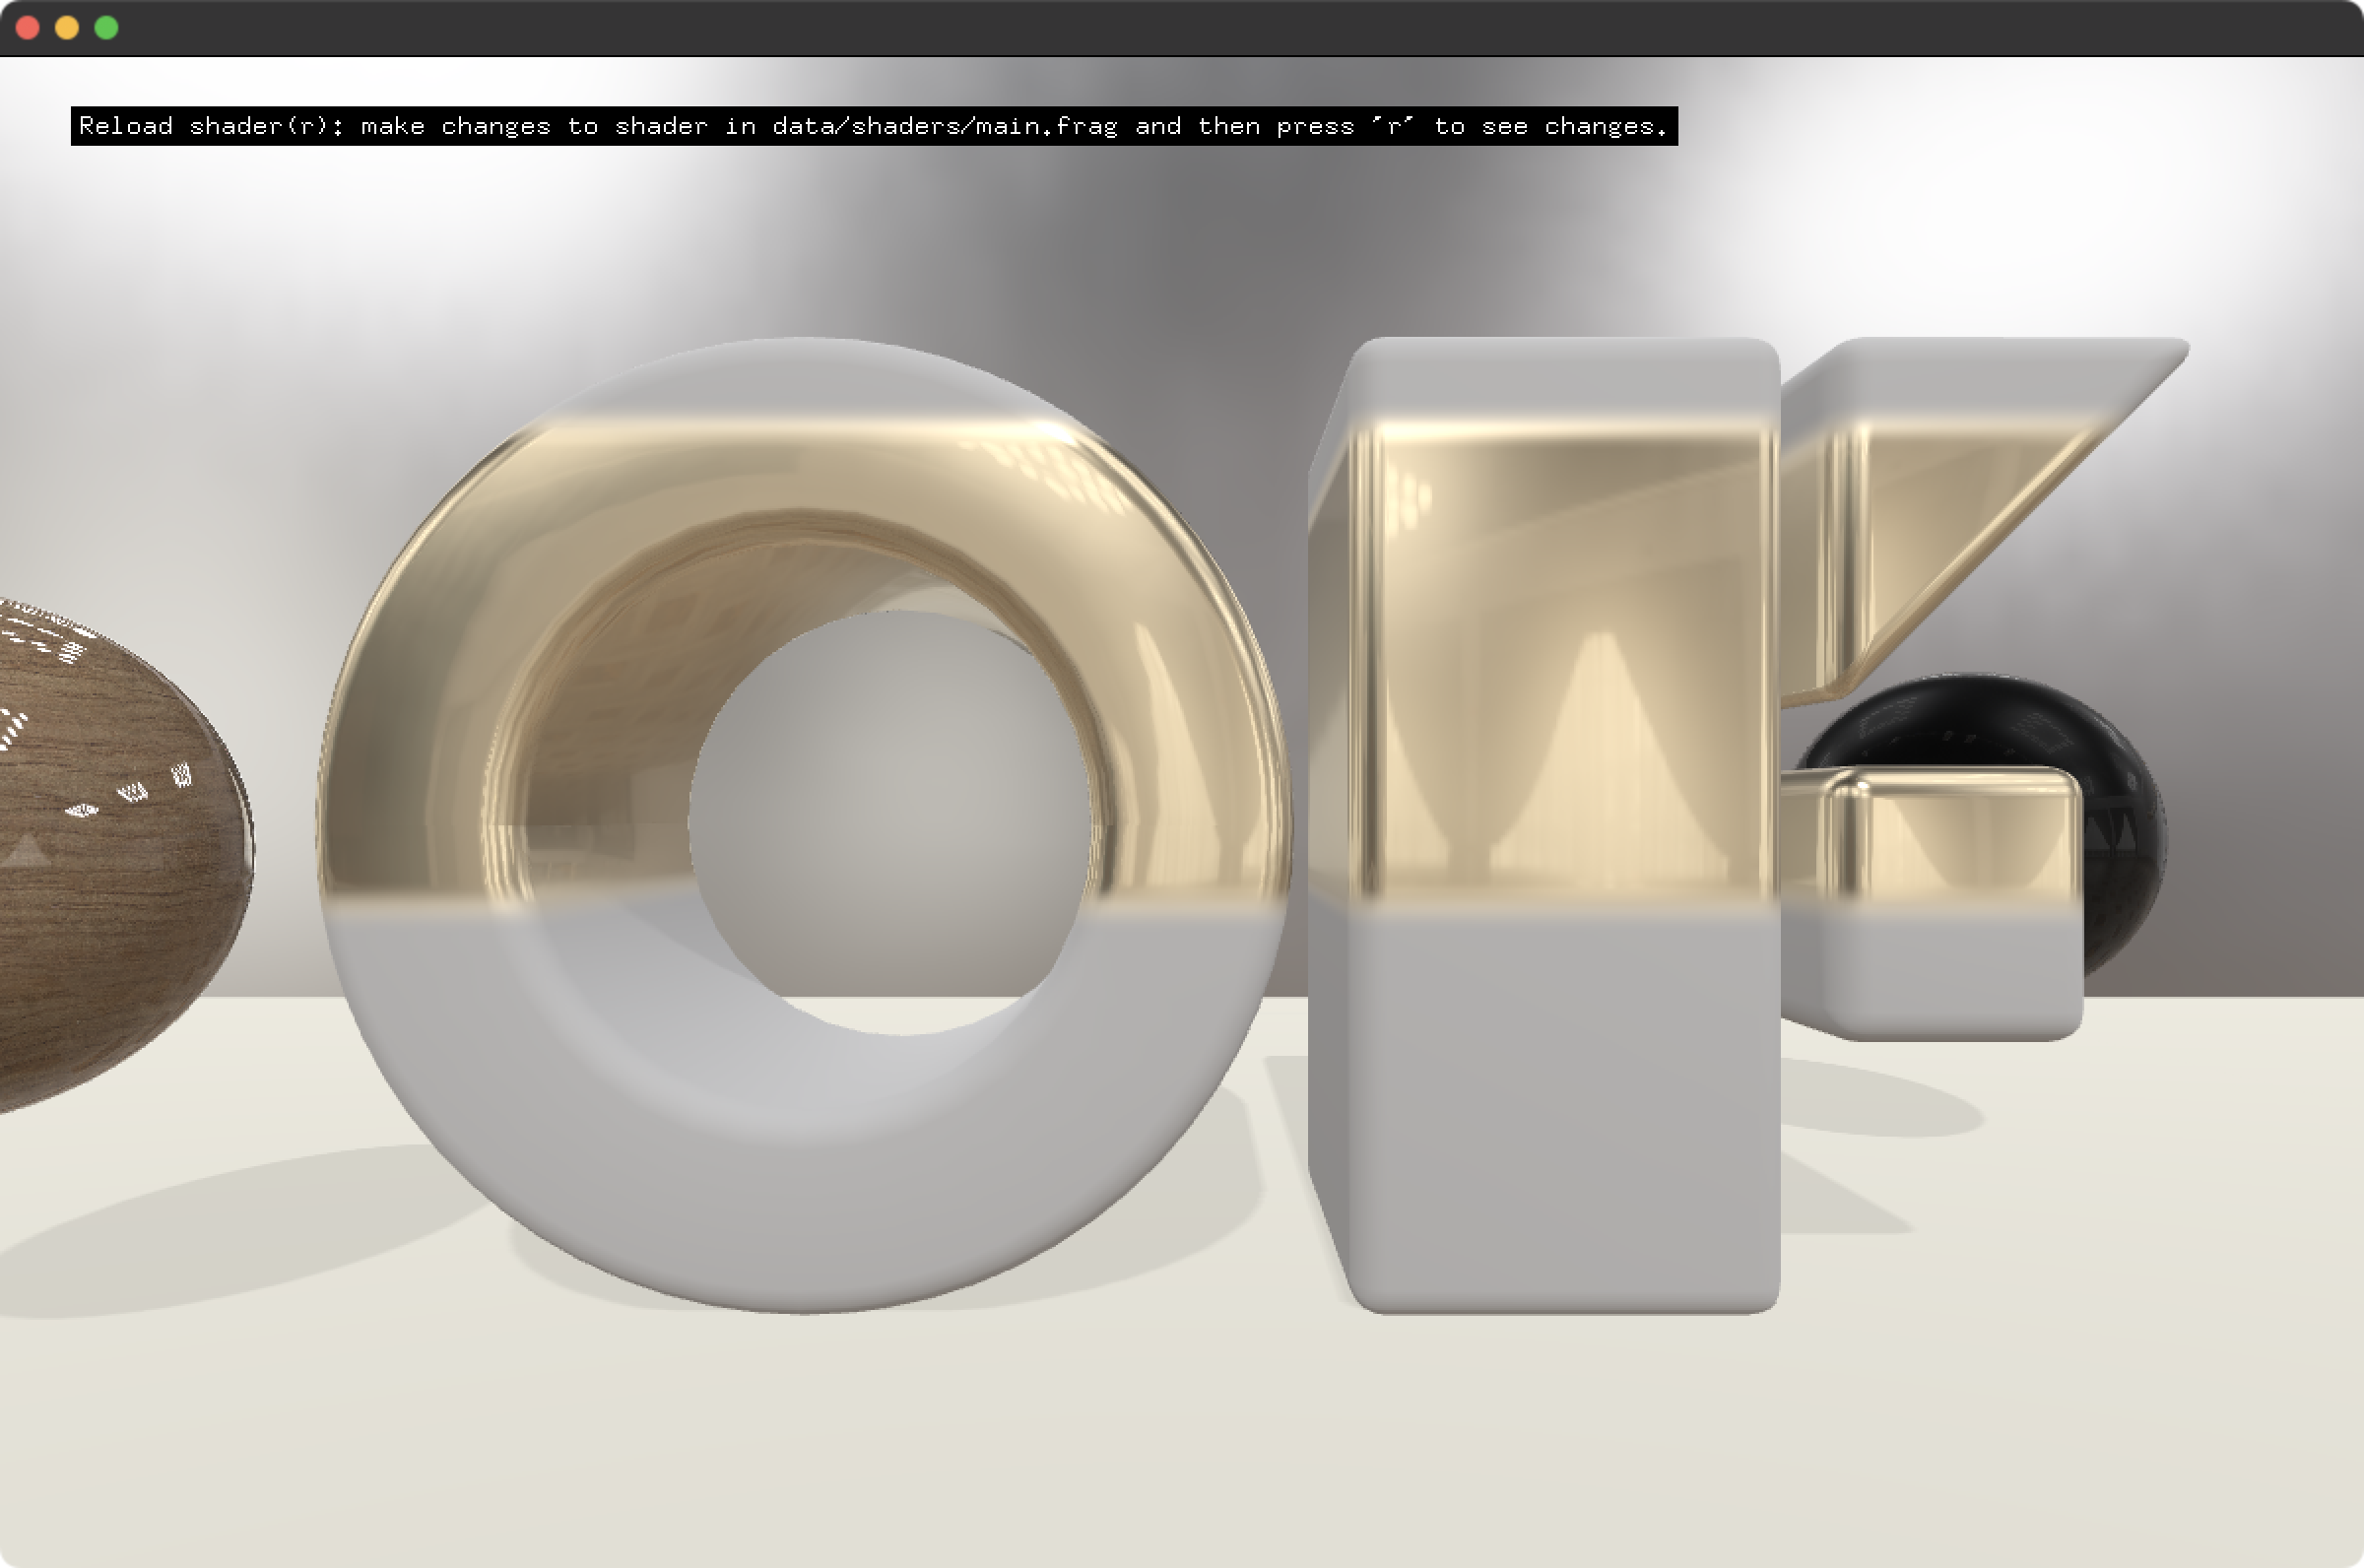 Reload shader(r): make changes to shader in data/shaders/main.frag and then press 'r' to see changes.